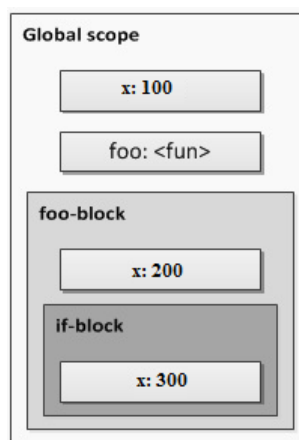 Global scope
x: 100
foo: <fun>
foo-block
x: 200
if-block
x: 300